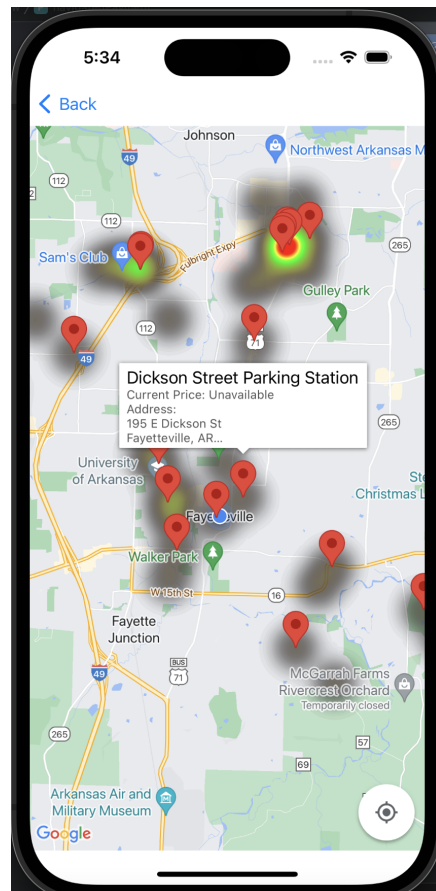 5:34
Back
Johnson
49
Northwest Arkansas M
112
112
Fulbright Expy
265
Sam's Club
Gulley Park
112
71
49
Dickson Street Parking Station
Current Price: Unavailable
Address:
195 E Dickson St
Fayetteville, AR...
265
University
of Arkansas
Ste
Christmas L
Fayetteville
Walker Park
W 15th St
16
Fayette
Junction
BUS
71
49
McGarrah Farms
Rivercrest Orchard
Temporarily closed
265
57
69
Arkansas Air and
Military Museum
Google